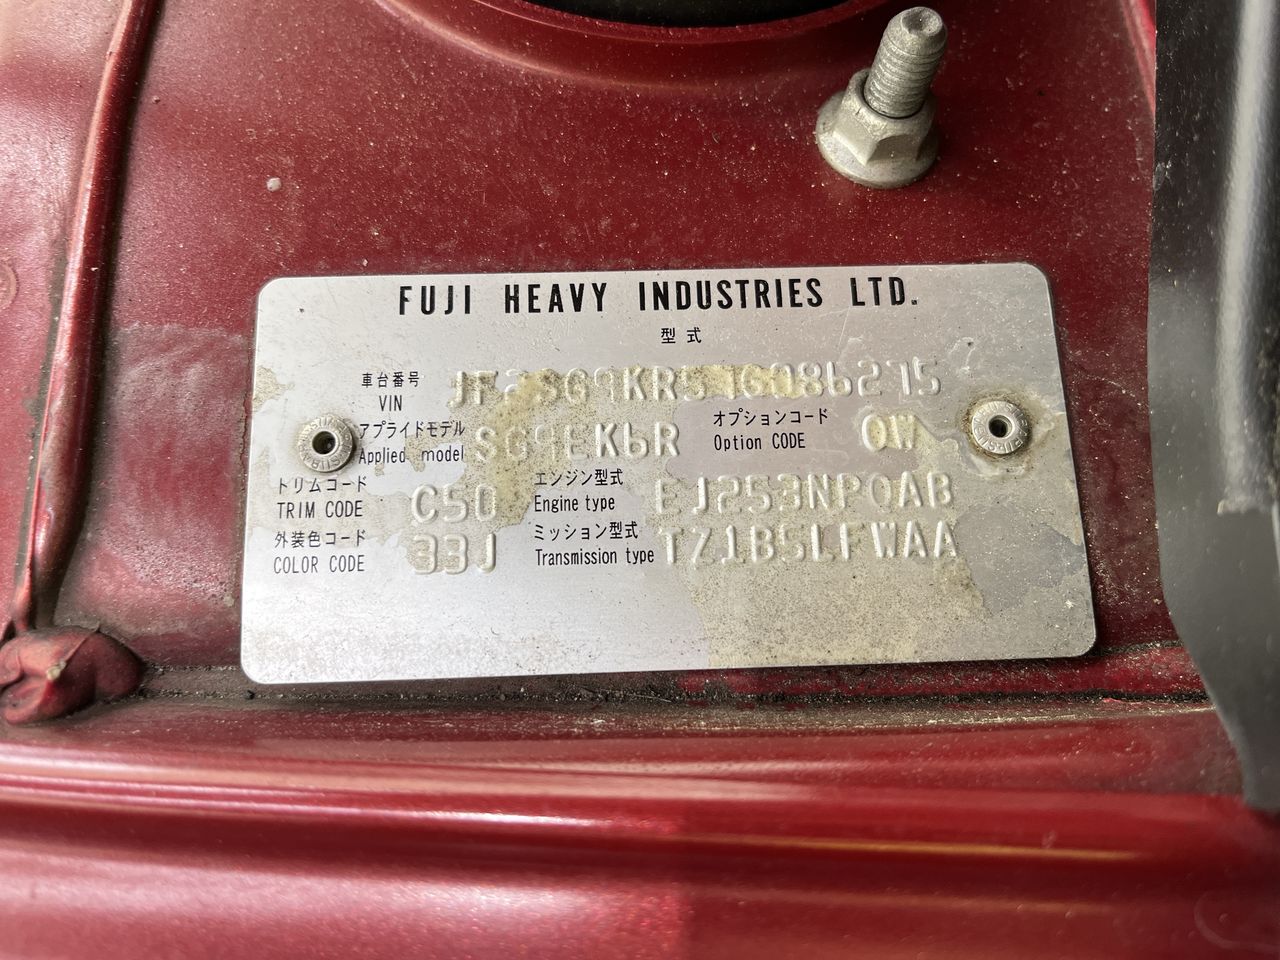 FUJI HEAVY INDUSTRIES LTD.
型式
車台番号
VIN
アプライドモデル SG9EK6R
Applied model
オプションコード 0W
Option CODE
トリムコード C50
TRIM CODE
エンジン型式 EJ253NPQAB
Engine type
外装色コード 33J
COLOR CODE
ミッション型式 TZ1B5LFWAA
Transmission type